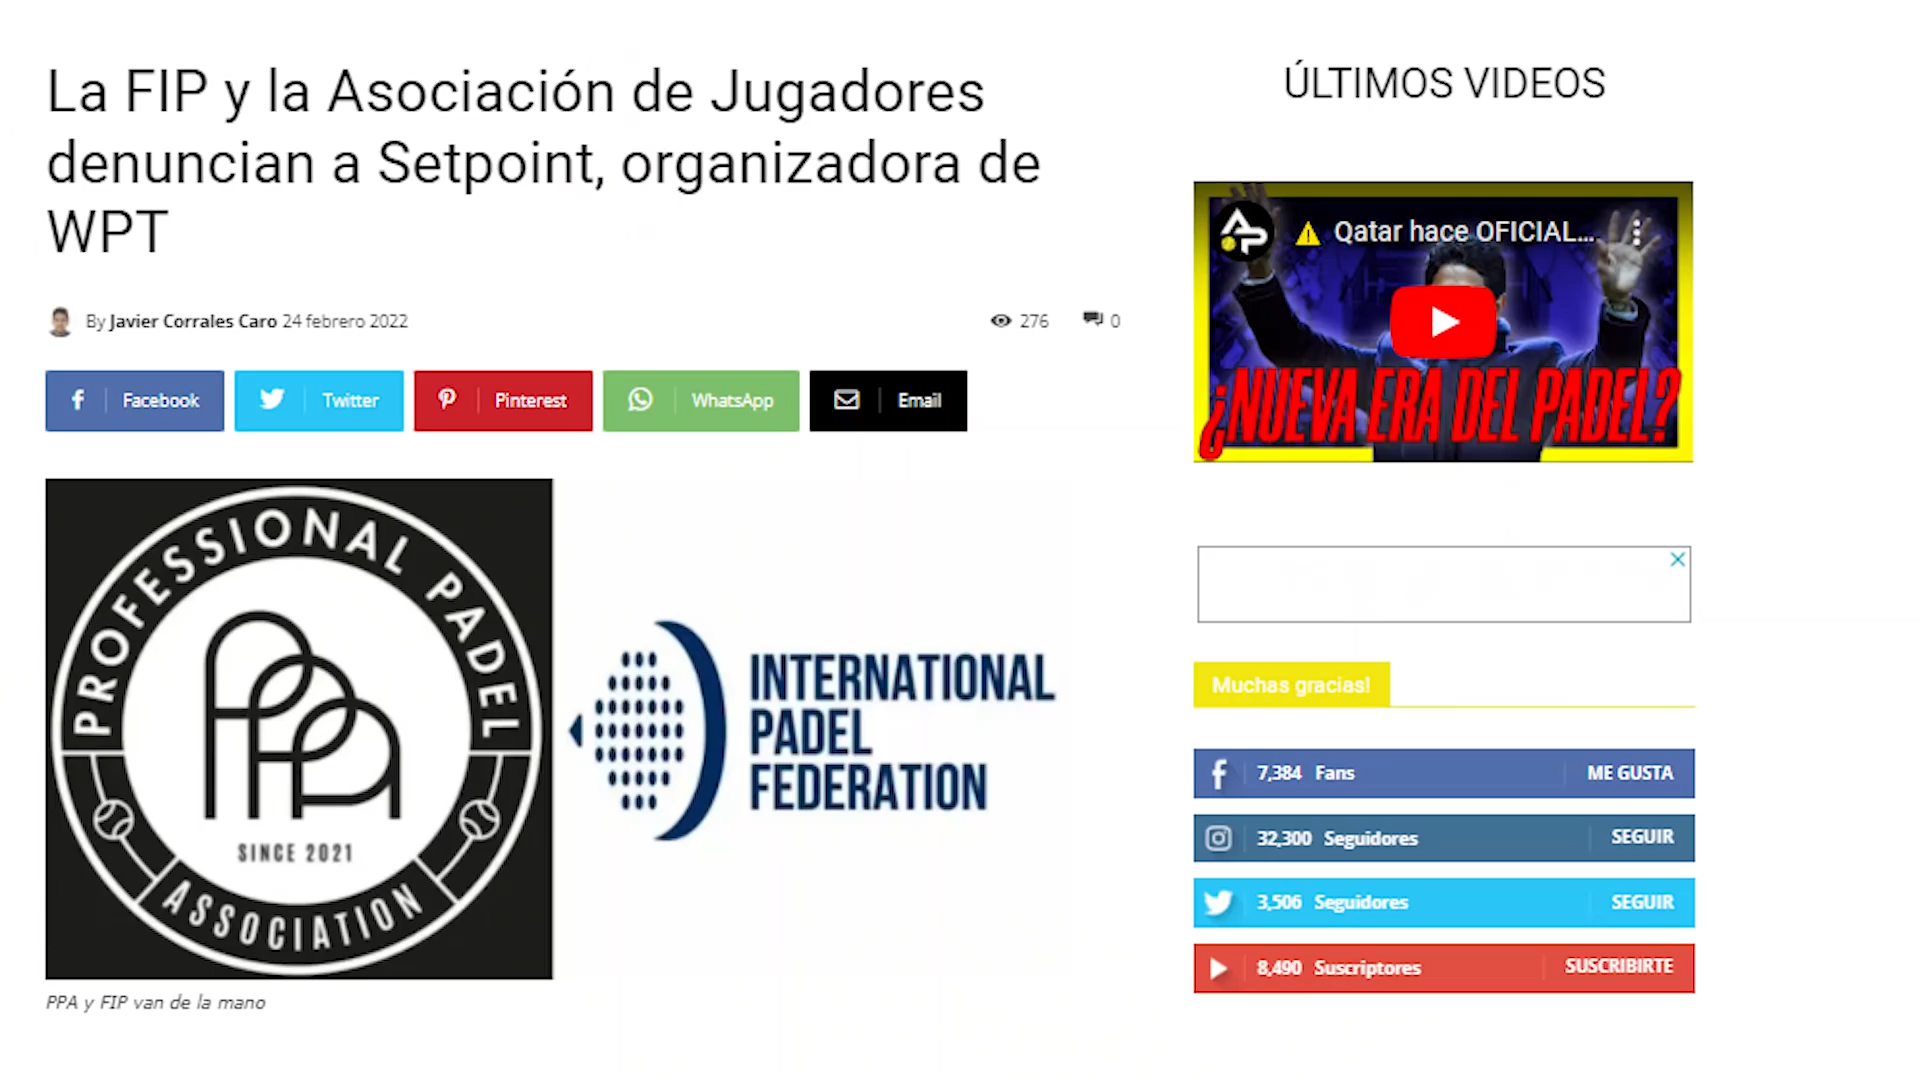 La FIP y la Asociación de Jugadores
denuncian a Setpoint, organizadora de
WPT
By Javier Corrales Caro 24 febrero 2022
276
0
Facebook
Twitter
Pinterest
WhatsApp
Email
PROFESSIONAL PADEL
PPA
SINCE 2021
ASSOCIATION
INTERNATIONAL
PADEL
FEDERATION
PPA y FIP van de la mano
ÚLTIMOS VIDEOS
AP
Qatar hace OFICIAL...
¿NUEVA ERA DEL PADEL?
Muchas gracias!
7,384 Fans ME GUSTA
32,300 Seguidores SEGUIR
3,506 Seguidores SEGUIR
8,490 Suscriptores SUSCRIBIRTE